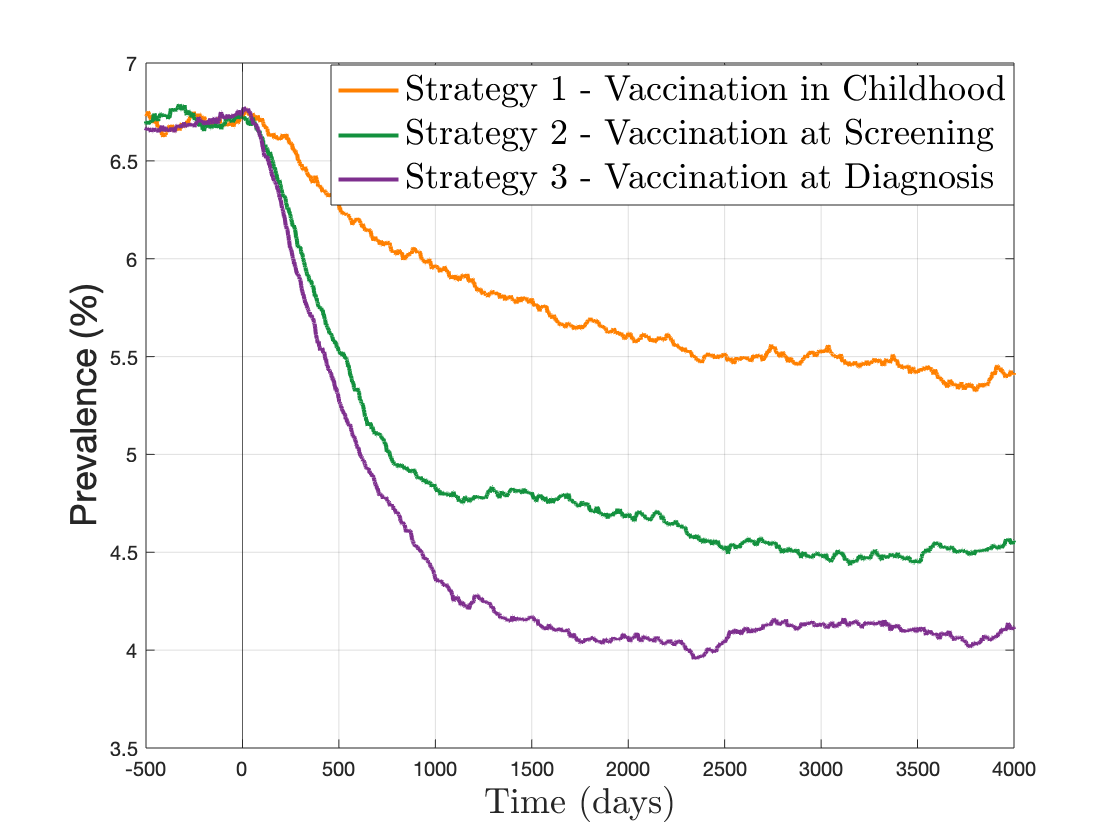 7
Strategy 1 - Vaccination in Childhood
Strategy 2 - Vaccination at Screening
Strategy 3 - Vaccination at Diagnosis
6.5
6
5.5
5
4.5
4
3.5
Prevalence (%)
-500 0 500 1000 1500 2000 2500 3000 3500 4000
Time (days)